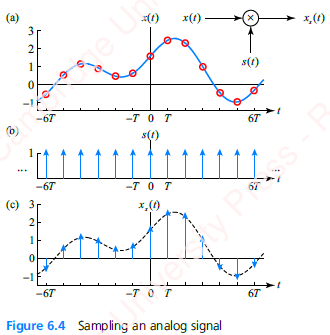 (a) x(t) x(t) × x_s(t)
3
2
1
0
−1
s(t)
−6T −T 0 T 6T t
(b) s(t)
1
... ...
−6T −T 0 T 6T t
(c) x_s(t)
3
2
1
0
−1
−6T −T 0 T 6T t
Figure 6.4 Sampling an analog signal